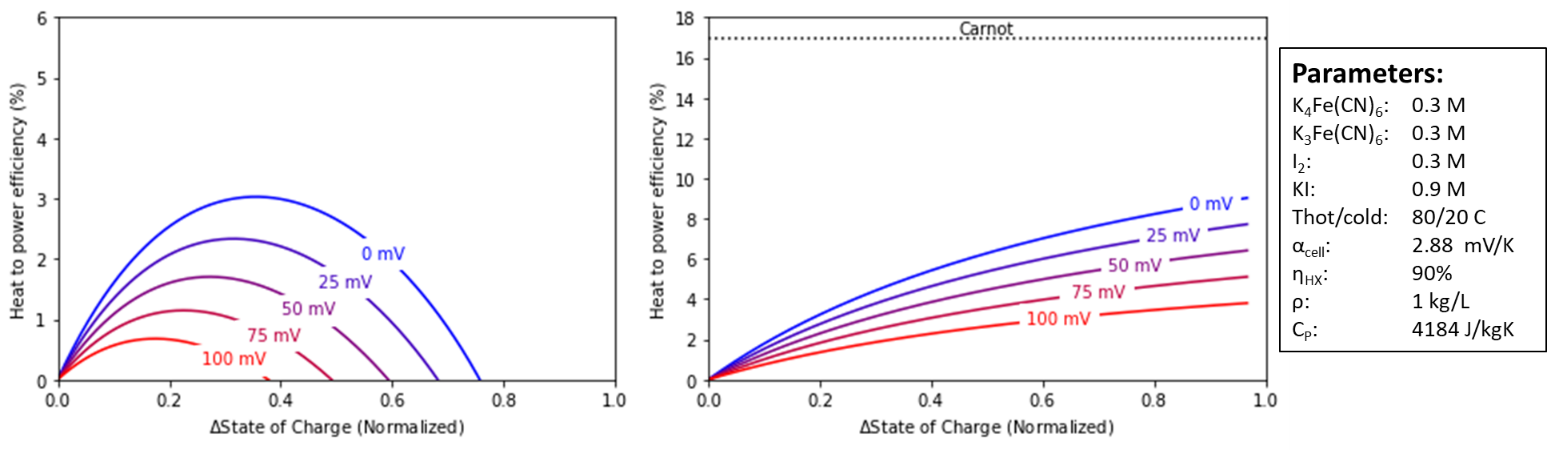 6
5
4
3
2
1
0
Heat to power efficiency (%)
0 mV
25 mV
50 mV
75 mV
100 mV
0.0 0.2 0.4 0.6 0.8 1.0
ΔState of Charge (Normalized)
18
16
14
12
10
8
6
4
2
0
Heat to power efficiency (%)
Carnot
0 mV
25 mV
50 mV
75 mV
100 mV
0.0 0.2 0.4 0.6 0.8 1.0
ΔState of Charge (Normalized)
Parameters:
K₄Fe(CN)₆: 0.3 M
K₃Fe(CN)₆: 0.3 M
I₂: 0.3 M
KI: 0.9 M
Thot/cold: 80/20 C
α_cell: 2.88 mV/K
η_HX: 90%
ρ: 1 kg/L
C_P: 4184 J/kgK